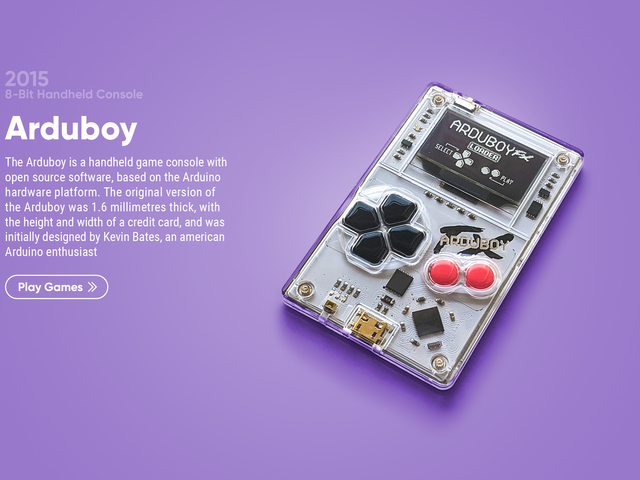 2015
8-Bit Handheld Console
Arduboy
The Arduboy is a handheld game console with
open source software, based on the Arduino
hardware platform. The original version of
the Arduboy was 1.6 millimetres thick, with
the height and width of a credit card, and was
initially designed by Kevin Bates, an american
Arduino enthusiast
Play Games
ARDUBOY FX
LOADER
SELECT
PLAY
ARDUBOY
FX